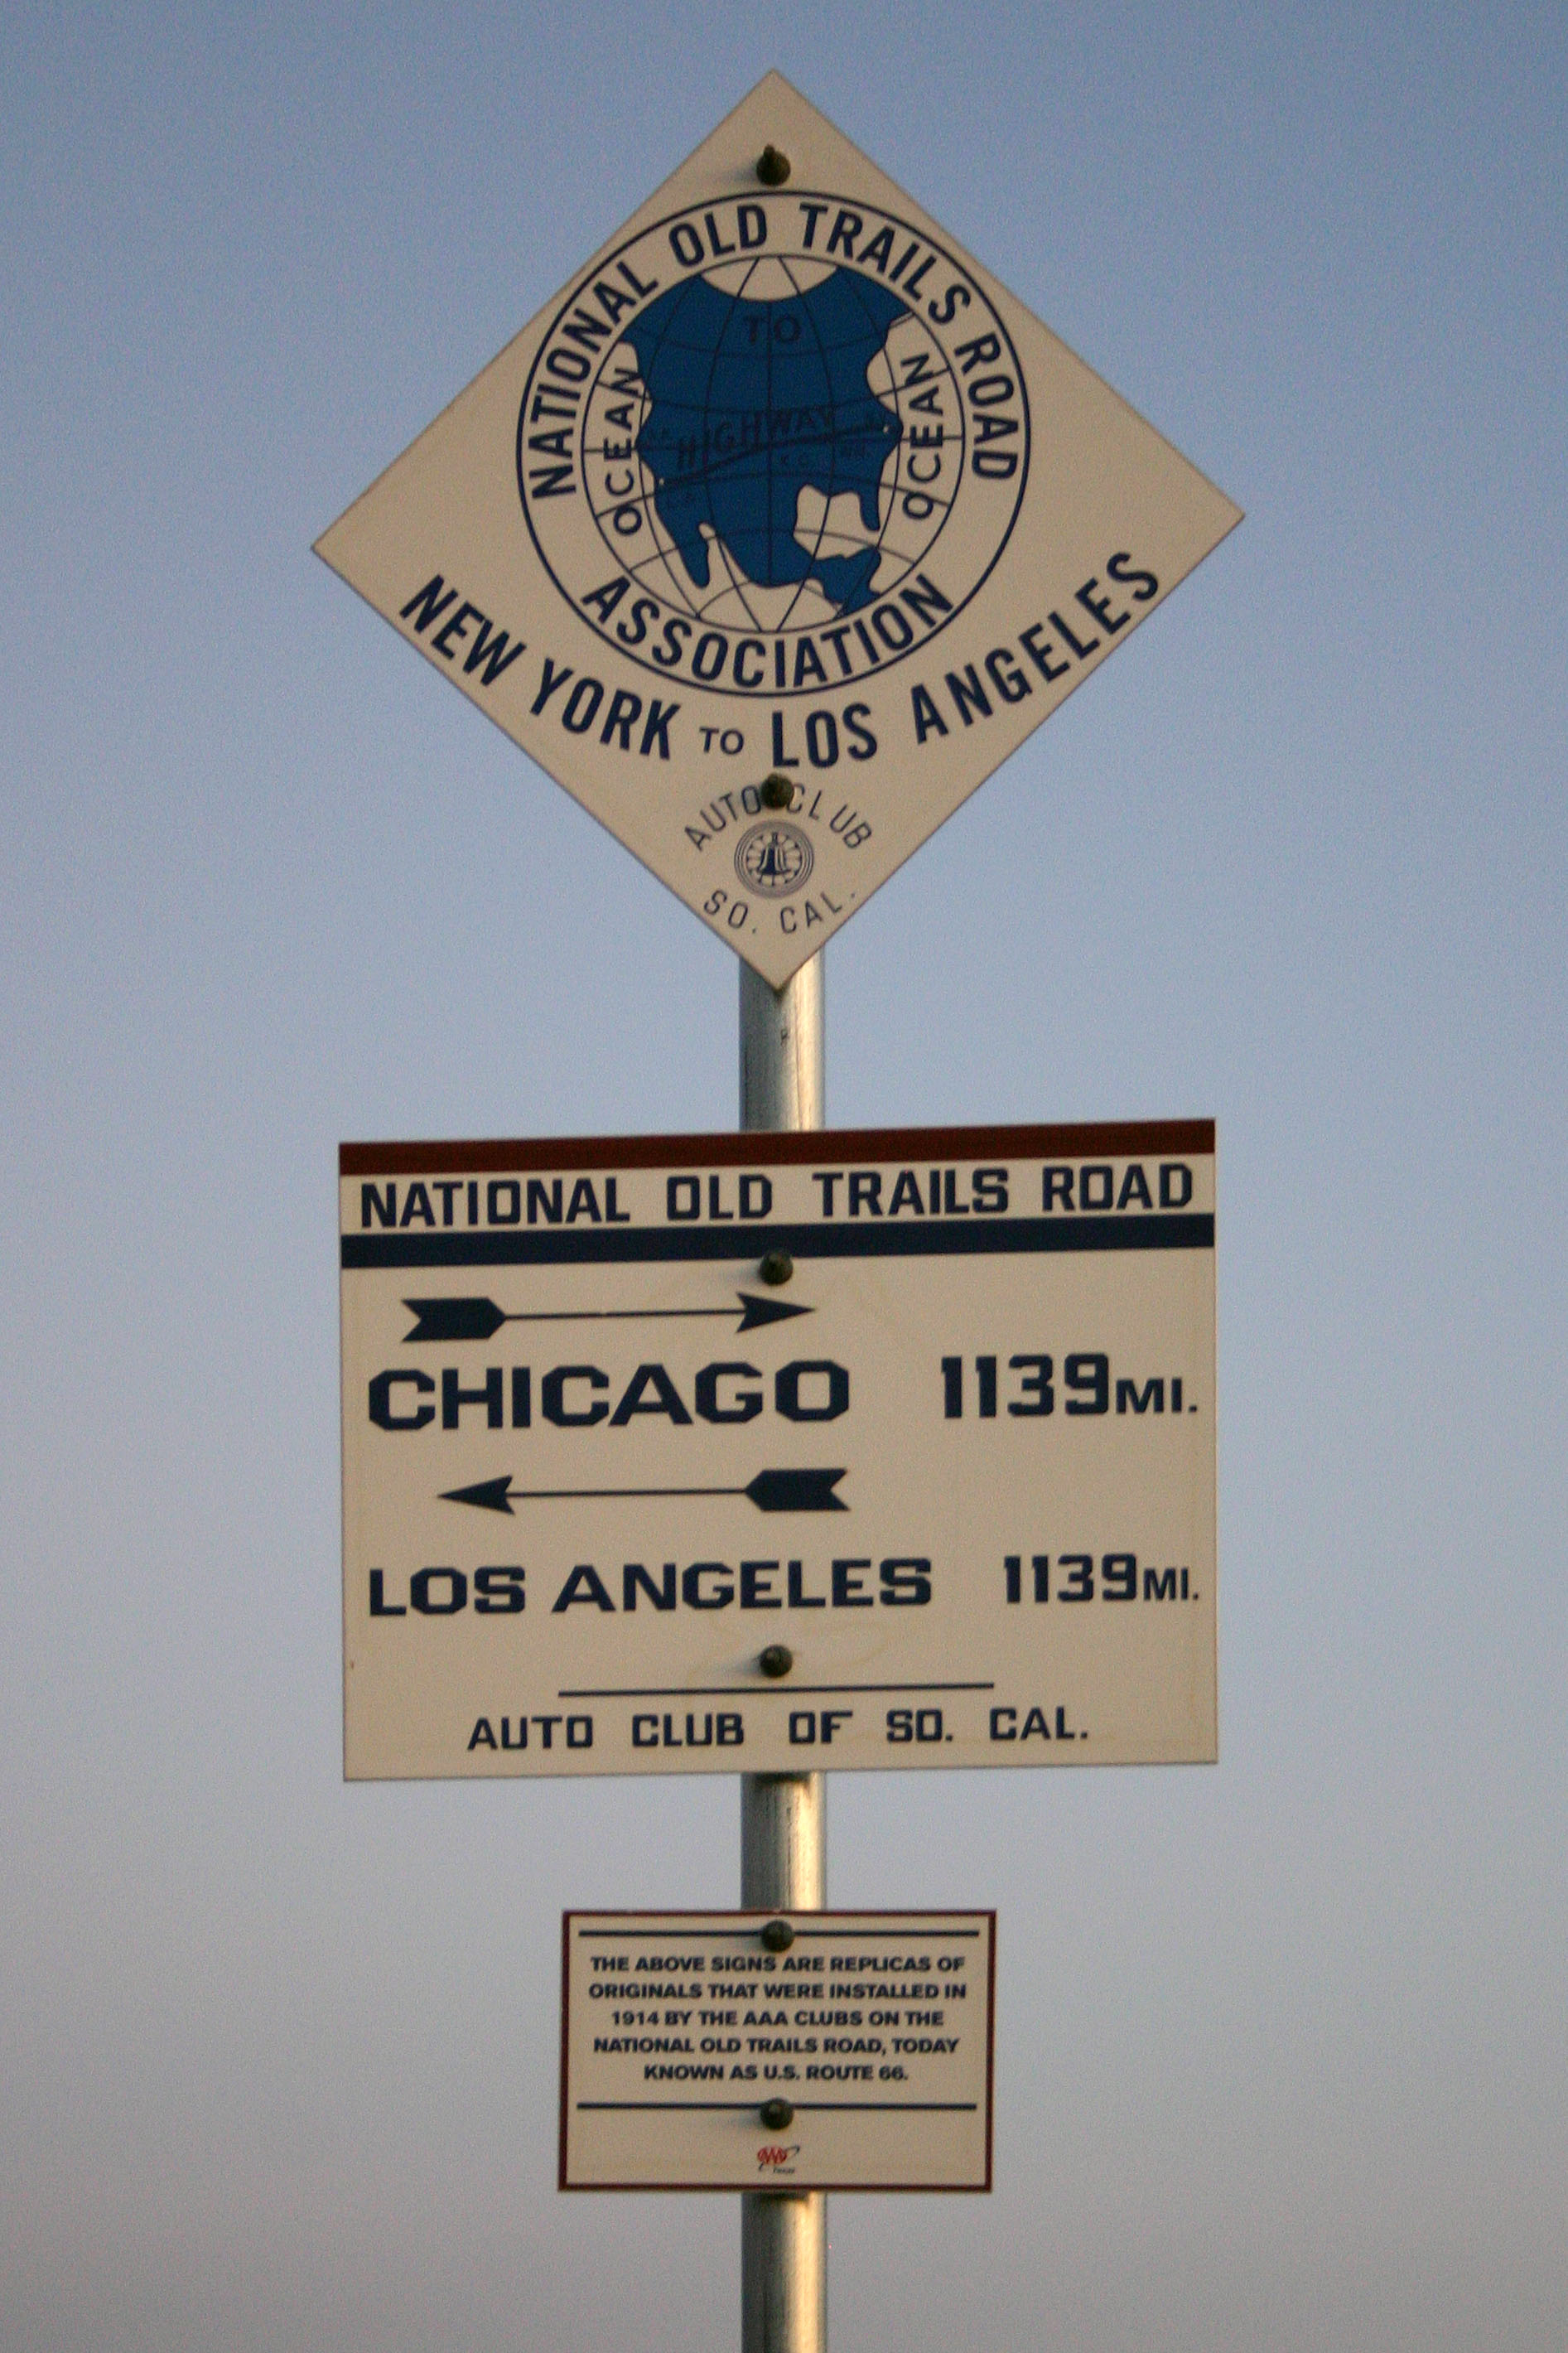 NATIONAL OLD TRAILS ROAD
TO
OCEAN
HIGHWAY
OCEAN
ASSOCIATION
NEW YORK TO LOS ANGELES
AUTO CLUB
SO. CAL.
NATIONAL OLD TRAILS ROAD
CHICAGO 1139MI.
LOS ANGELES 1139MI.
AUTO CLUB OF SO. CAL.
THE ABOVE SIGNS ARE REPLICAS OF
ORIGINALS THAT WERE INSTALLED IN
1914 BY THE AAA CLUBS ON THE
NATIONAL OLD TRAILS ROAD, TODAY
KNOWN AS U.S. ROUTE 66.
AAA